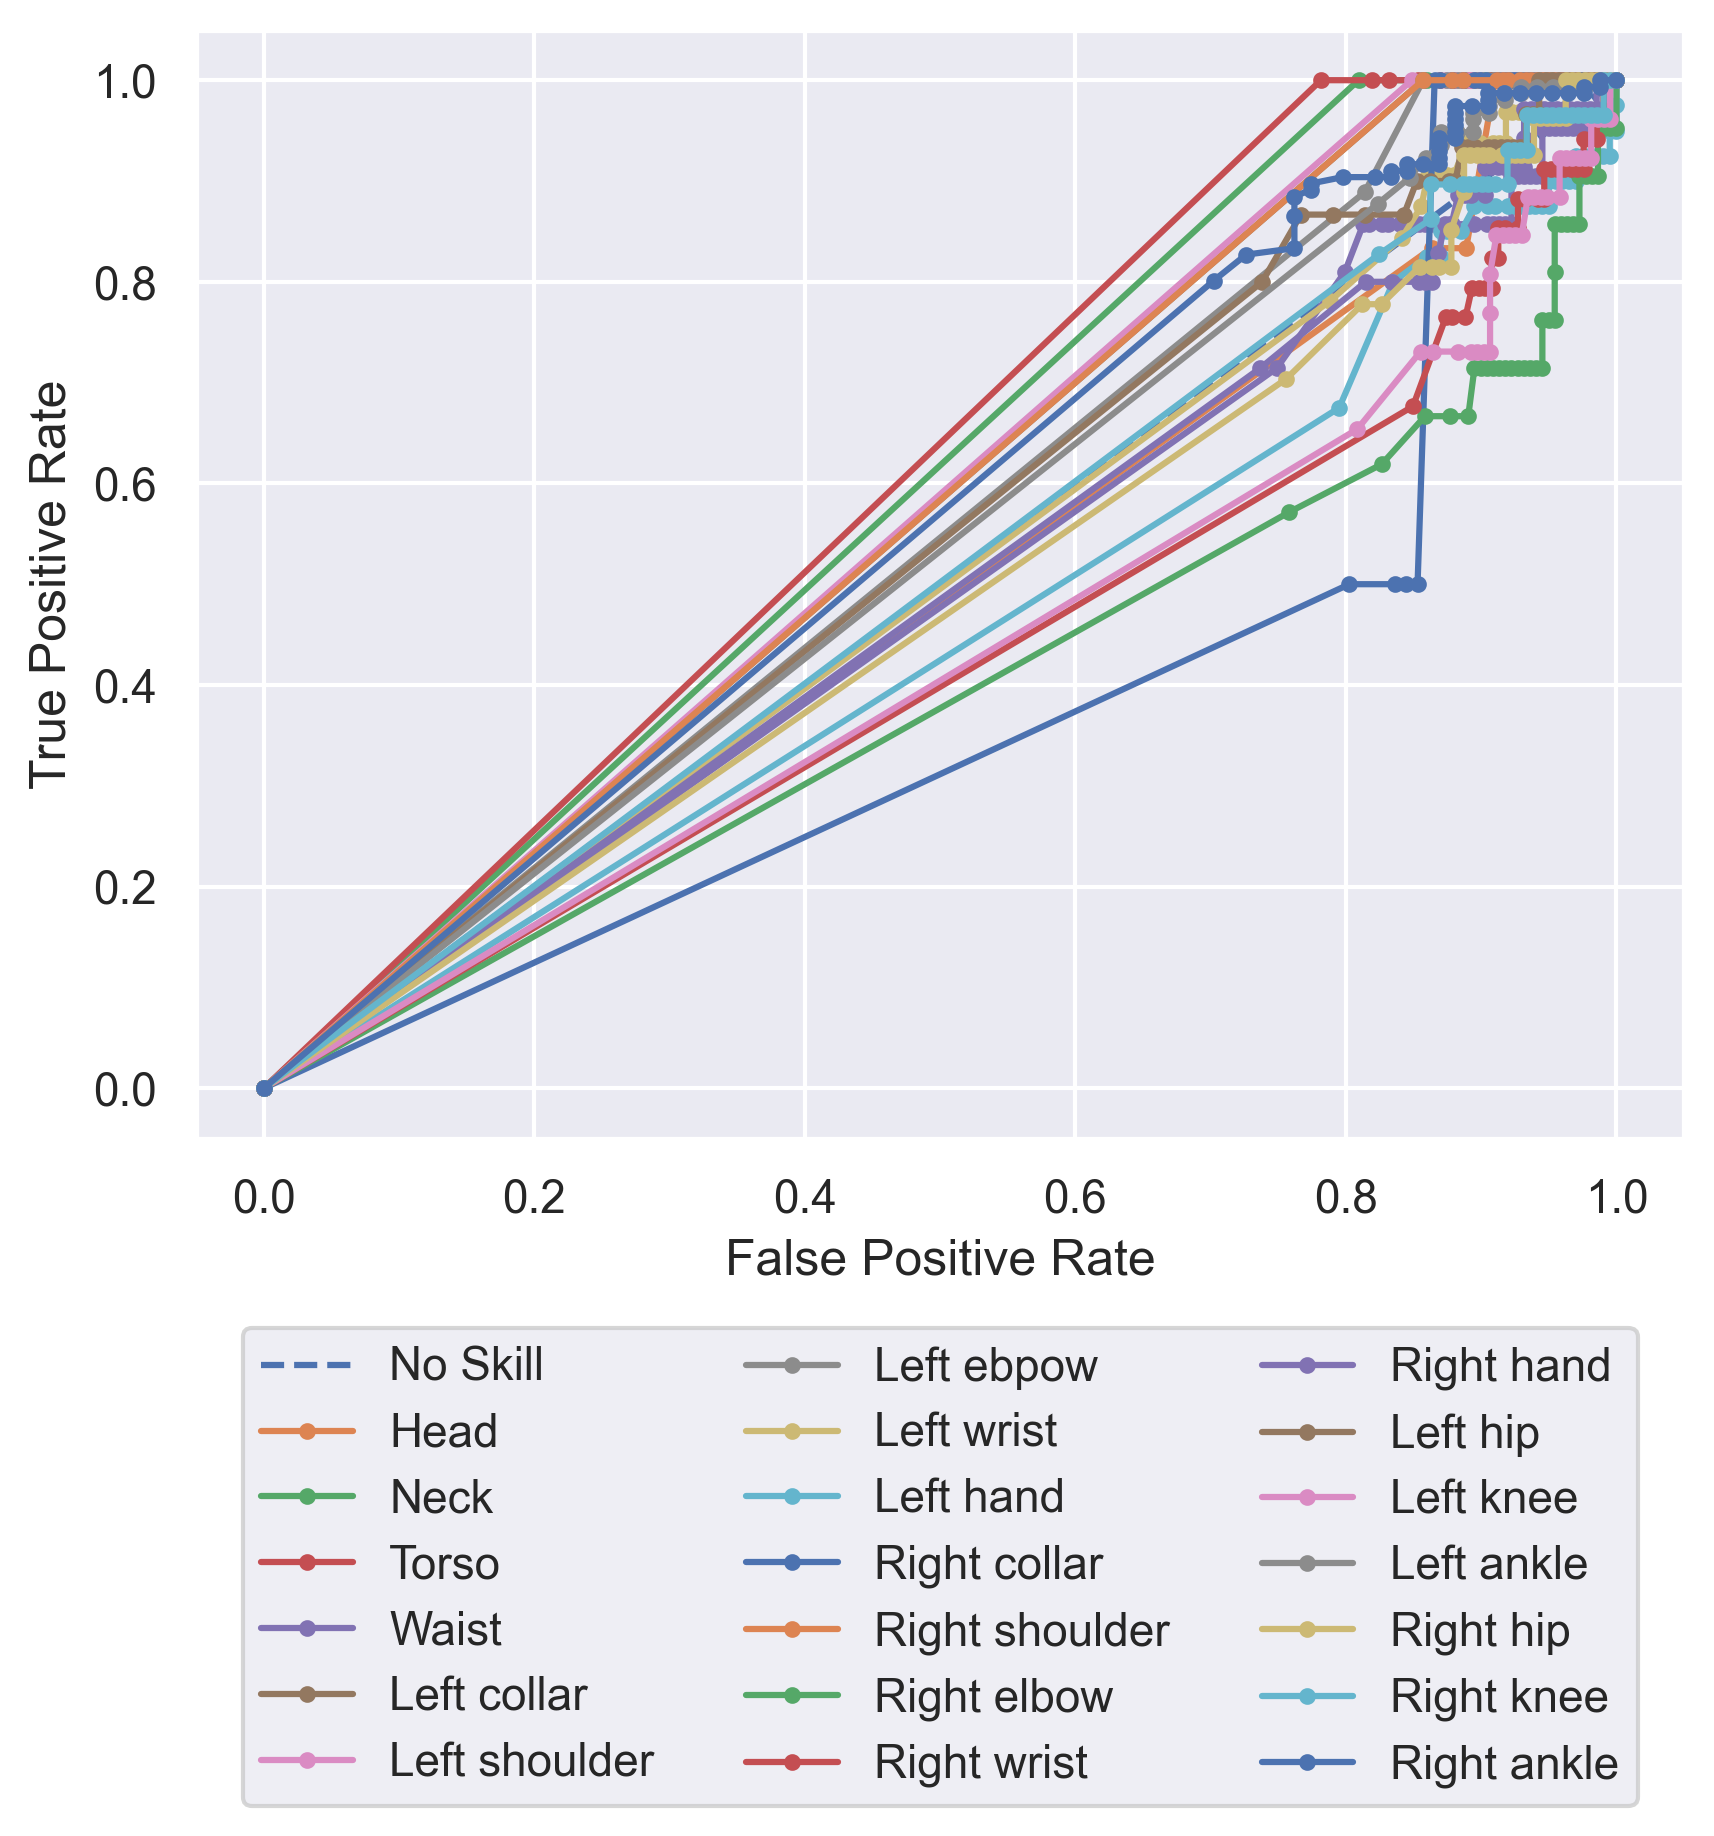 1.0
0.8
0.6
0.4
0.2
0.0
True Positive Rate
0.0 0.2 0.4 0.6 0.8 1.0
False Positive Rate
No Skill
Head
Neck
Torso
Waist
Left collar
Left shoulder
Left ebpow
Left wrist
Left hand
Right collar
Right shoulder
Right elbow
Right wrist
Right hand
Left hip
Left knee
Left ankle
Right hip
Right knee
Right ankle